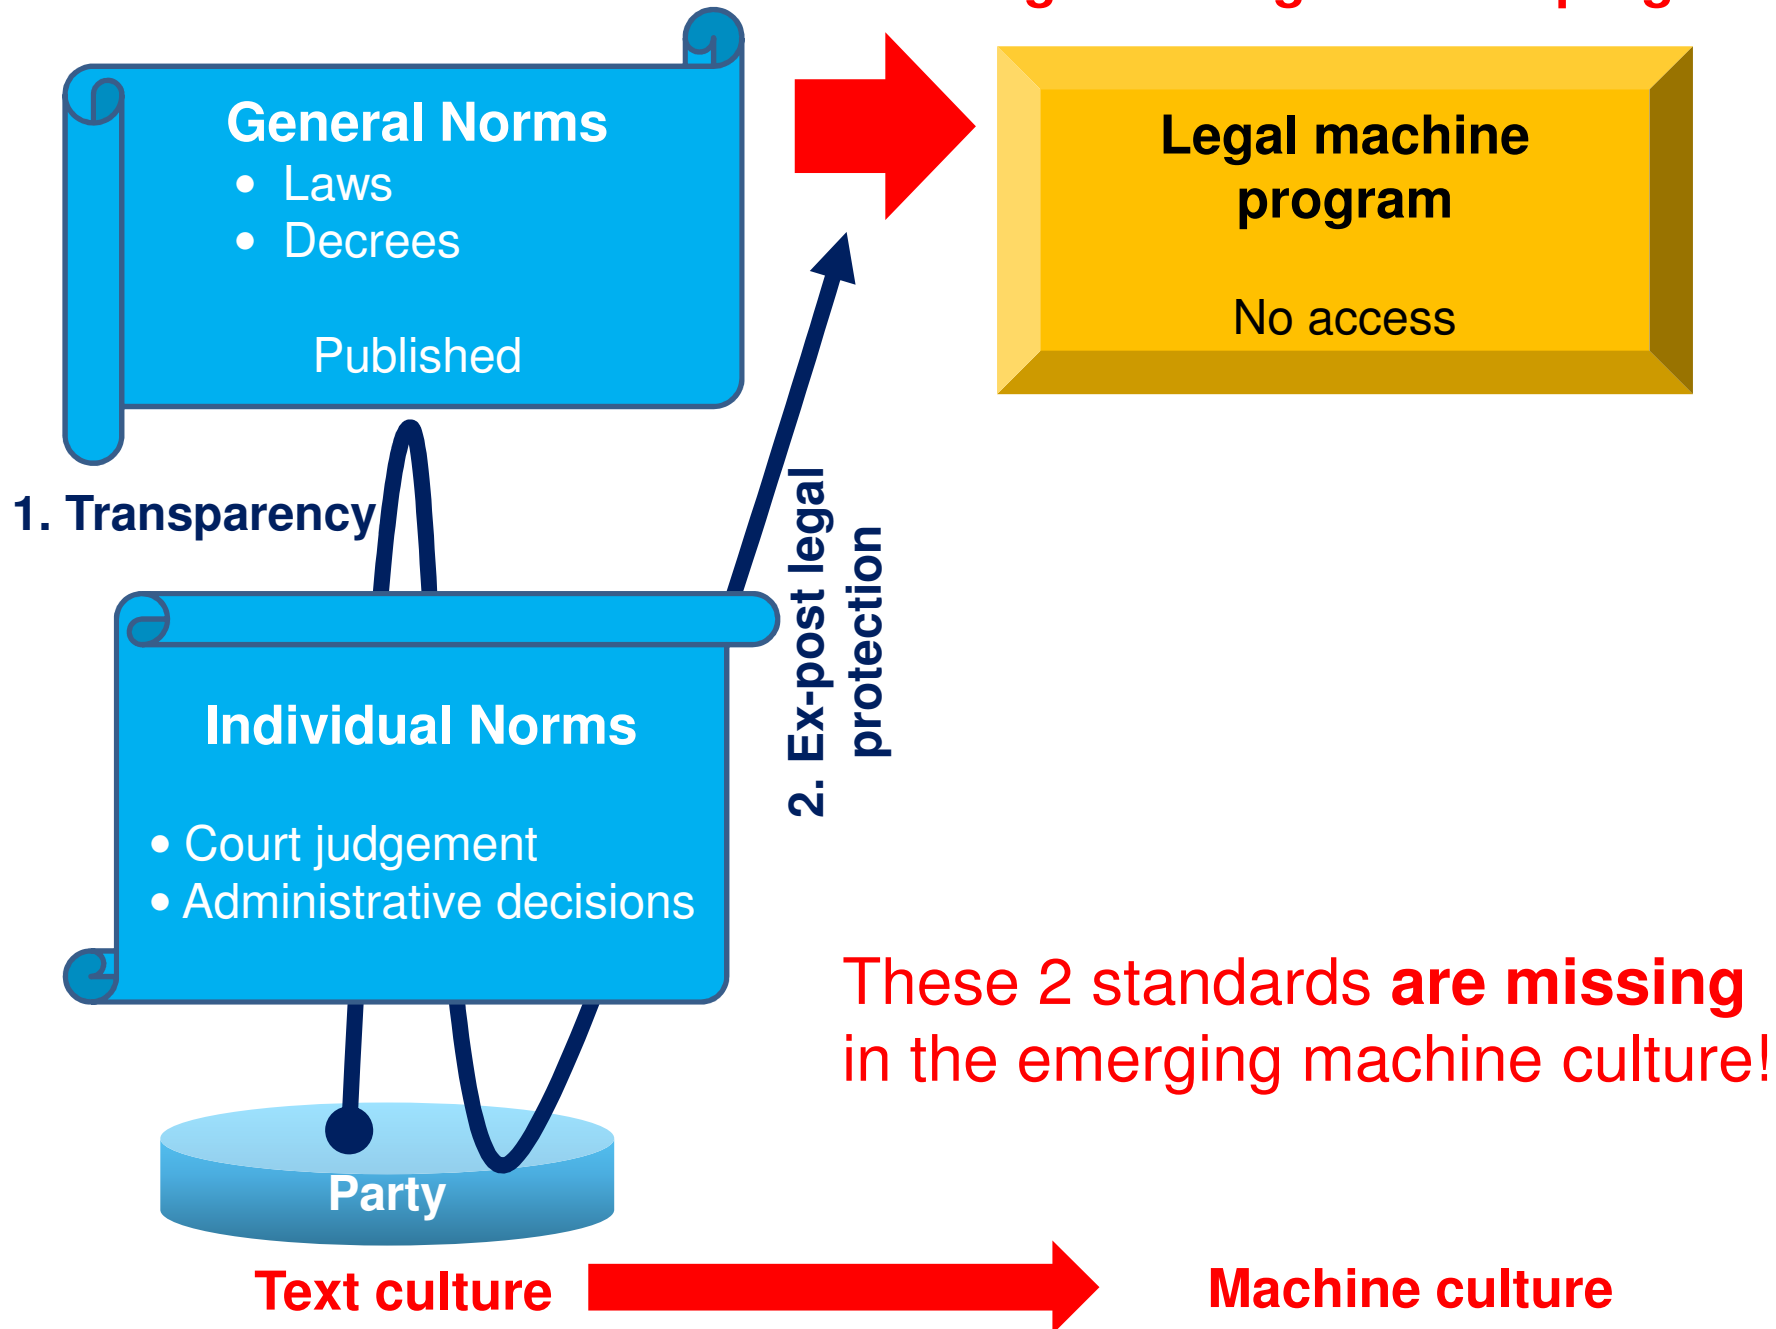 General Norms
• Laws
• Decrees
Published
Legal machine
program
No access
1. Transparency
2. Ex-post legal
protection
Individual Norms
• Court judgement
• Administrative decisions
These 2 standards are missing
in the emerging machine culture!
Party
Text culture
Machine culture